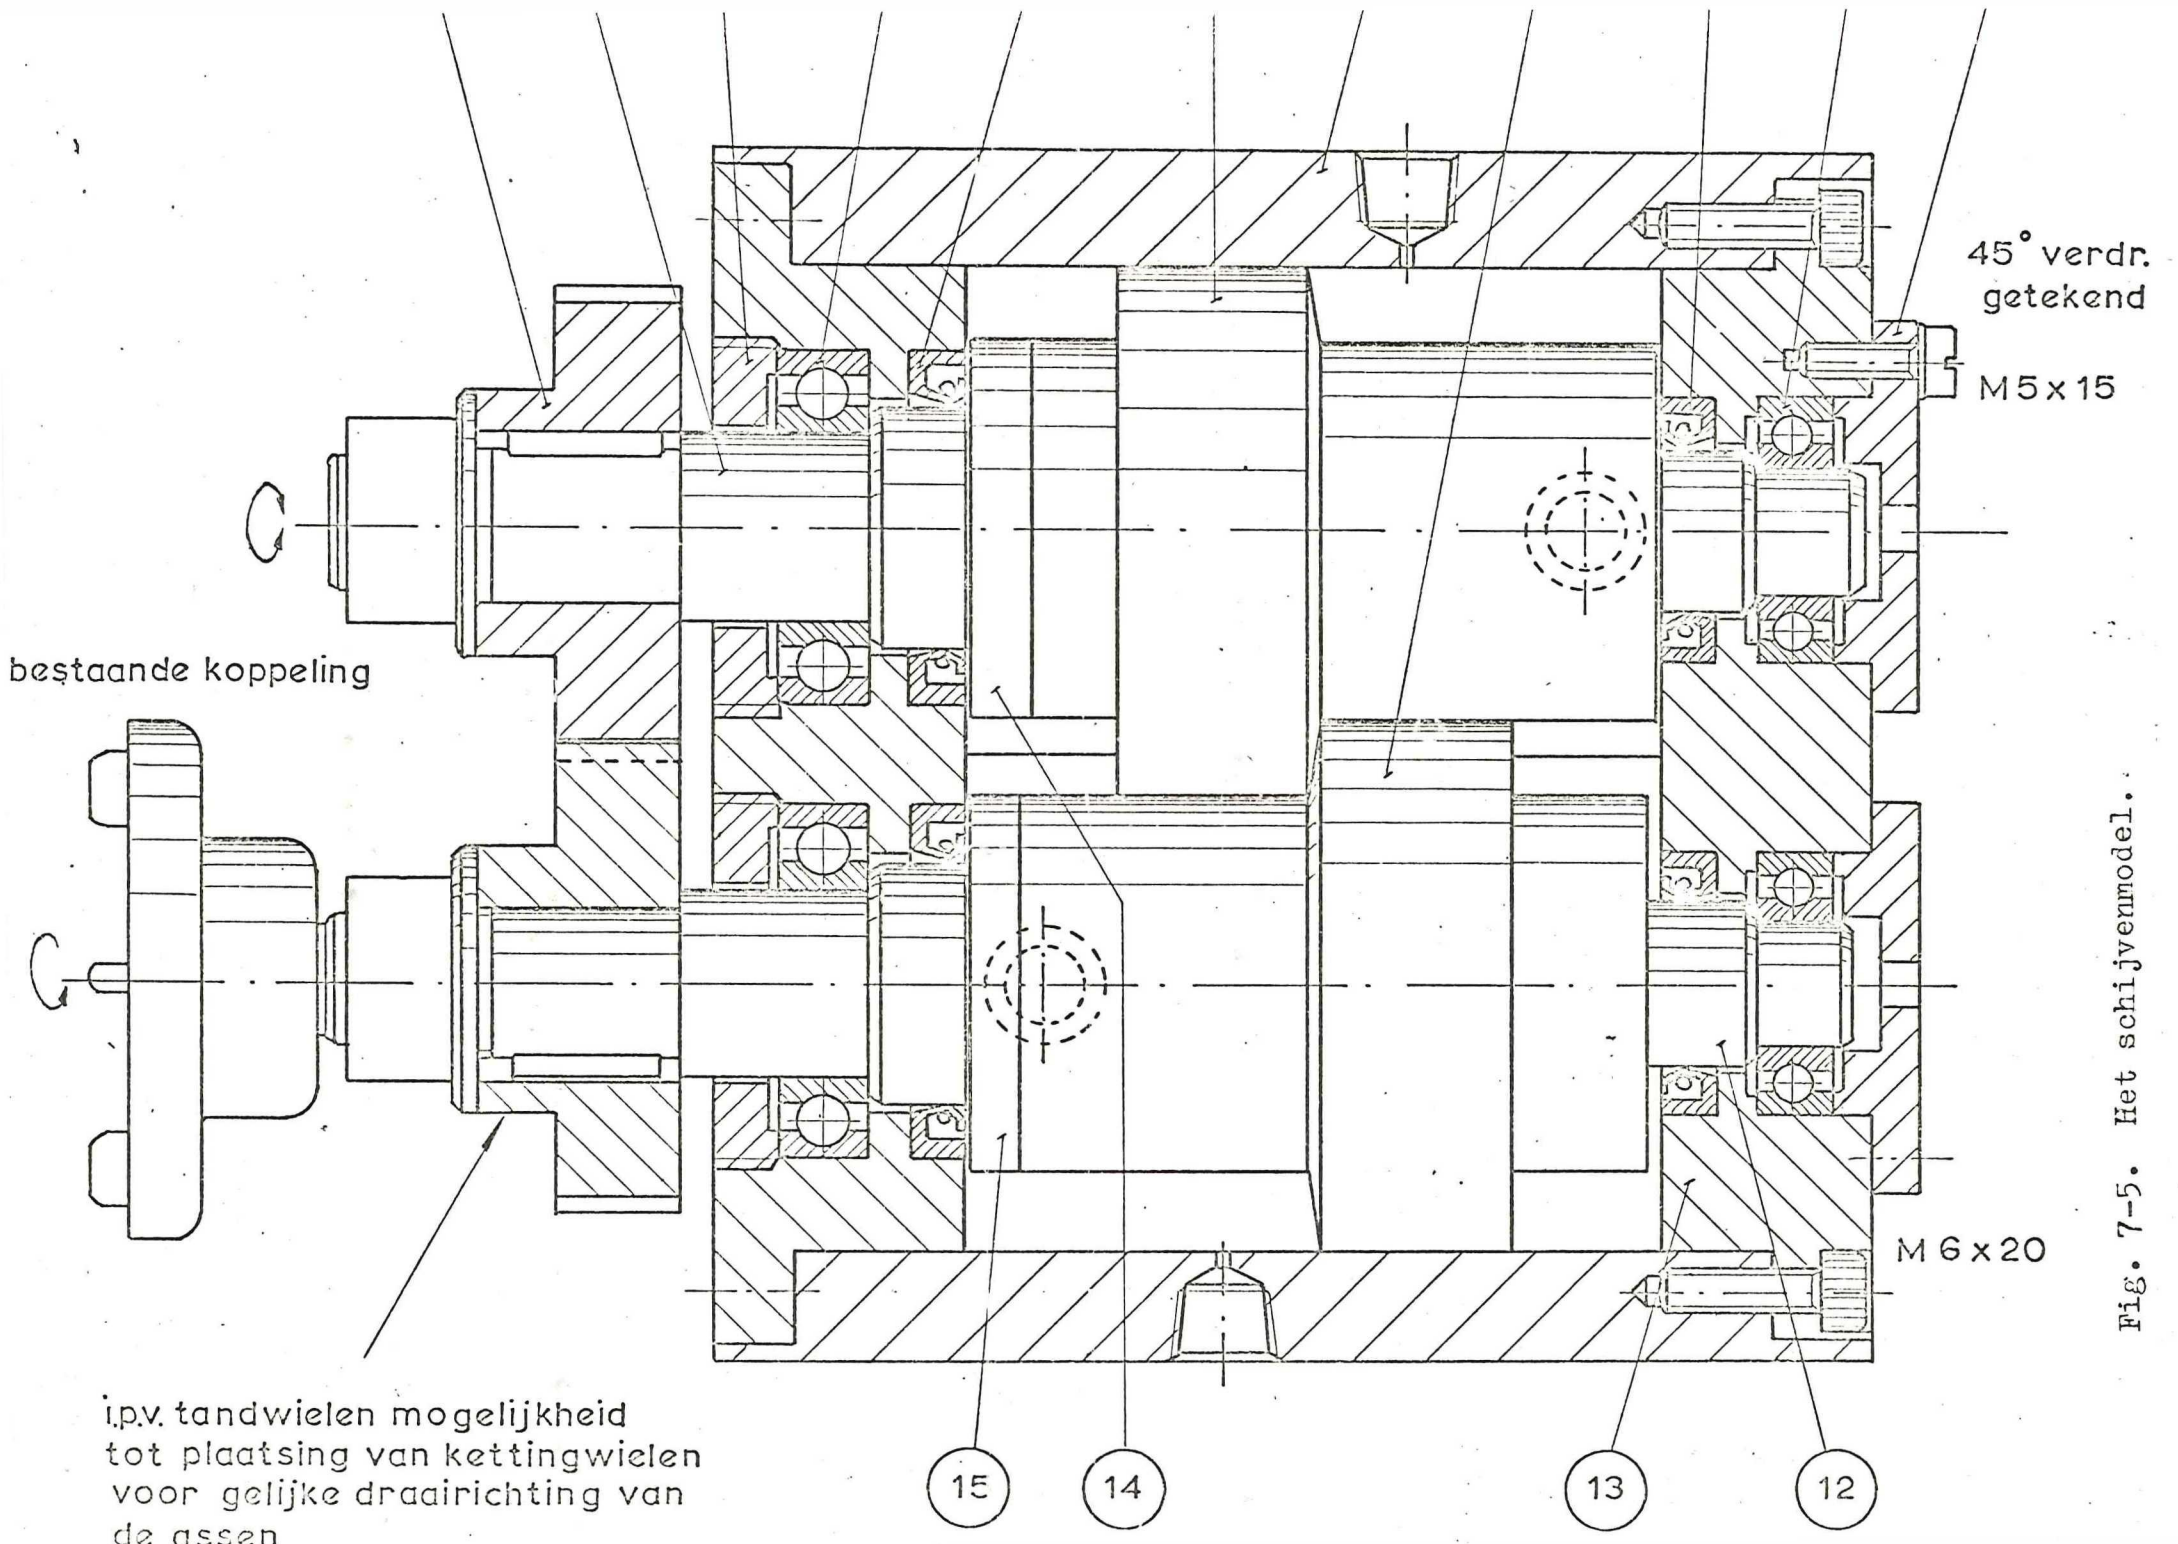 45° verdr.
getekend
M5x15
bestaande koppeling
M6x20
i.p.v. tandwielen mogelijkheid
tot plaatsing van kettingwielen
voor gelijke draairichting van
de assen
15
14
13
12
Fig. 7-5. Het schijvenmodel.